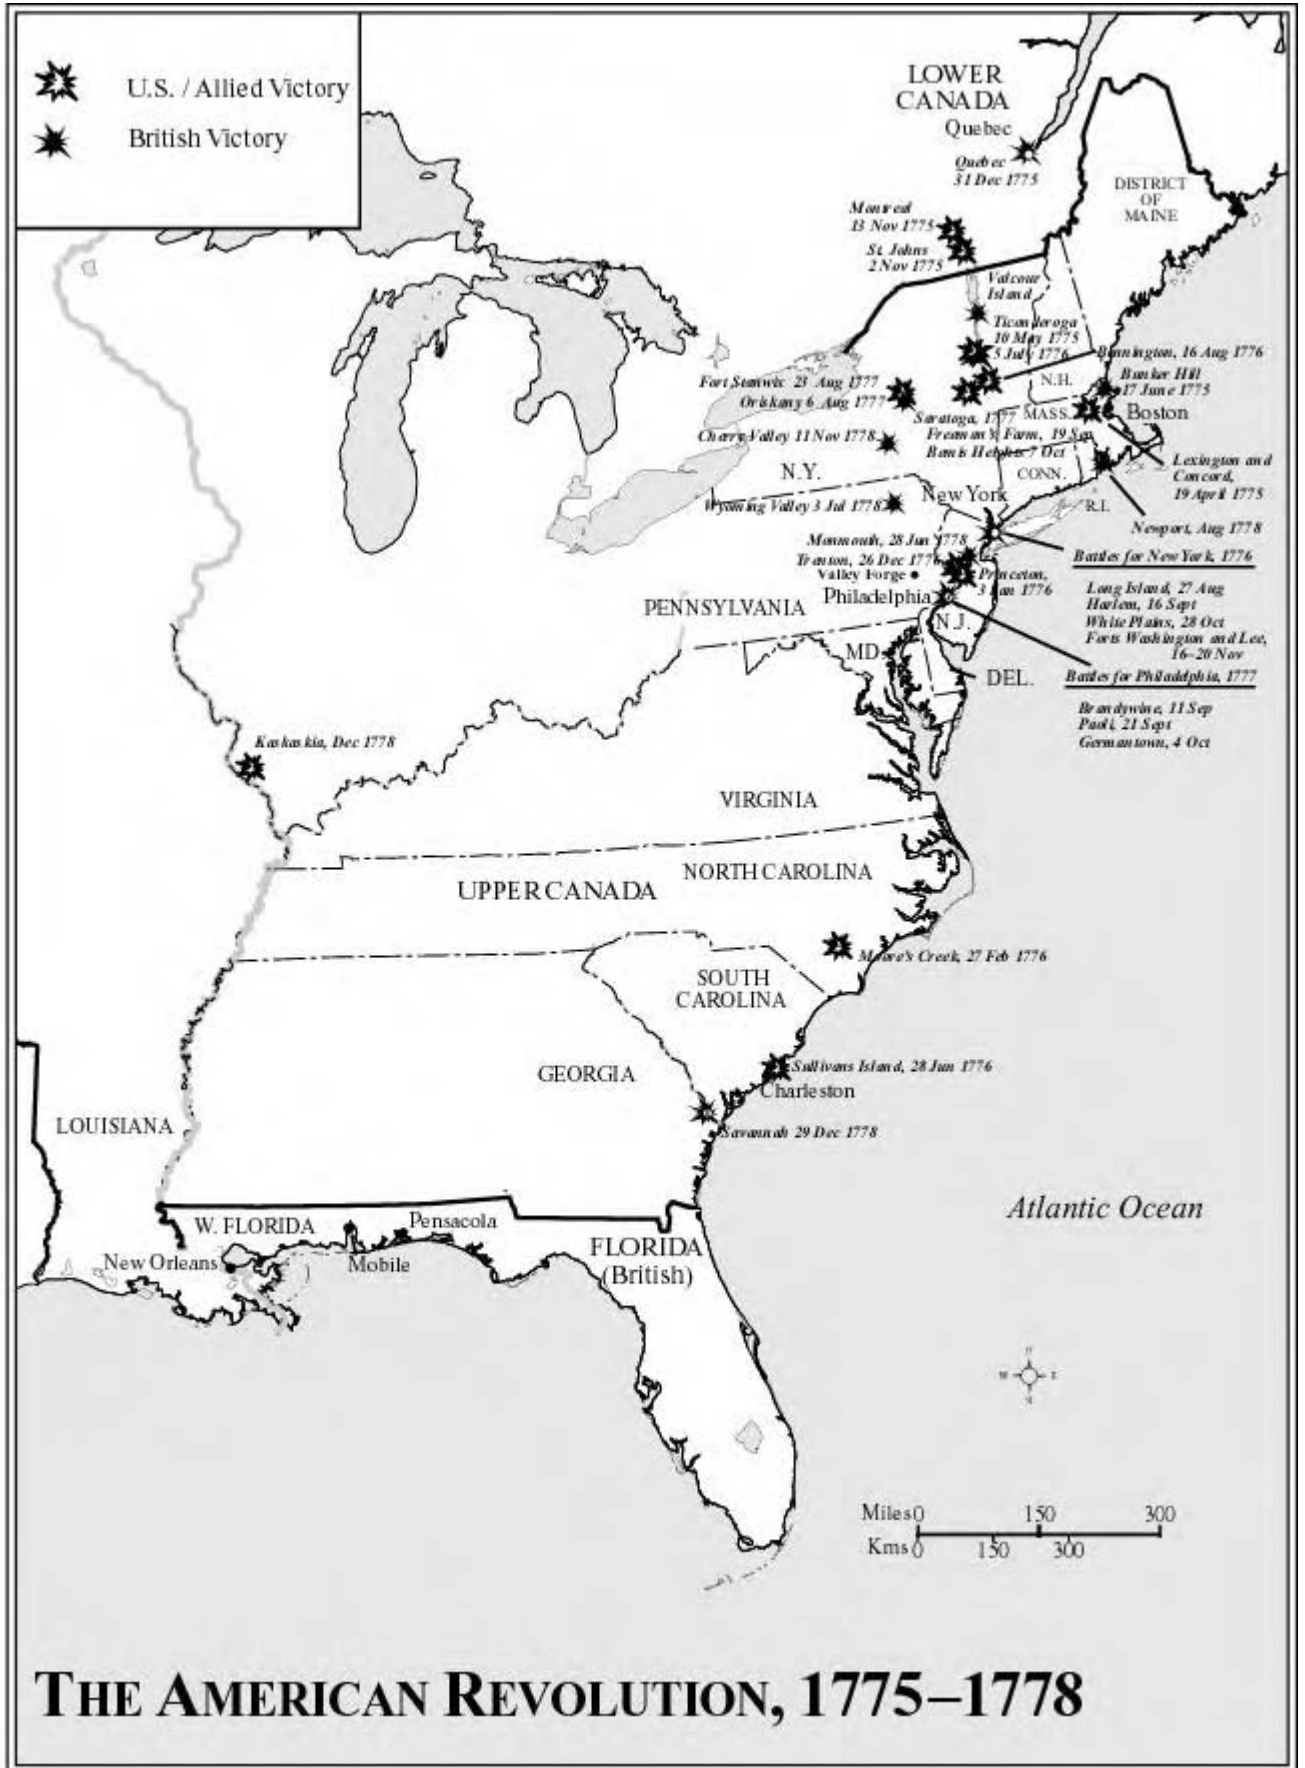 U.S. / Allied Victory
British Victory
LOWER
CANADA
Quebec
Quebec
31 Dec 1775
DISTRICT
OF
MAINE
Montreal
13 Nov 1775
St. Johns
2 Nov 1775
Valcour
Island
Ticonderoga
10 May 1775
5 July 1776
Bennington, 16 Aug 1776
Fort Stanwix 23 Aug 1777
Oriskany 6 Aug 1777
N.H.
Bunker Hill
17 June 1775
Saratoga, 1777
Freeman's Farm, 19 Sep
Bemis Heights 7 Oct
MASS.
Boston
Cherry Valley 11 Nov 1778
N.Y.
CONN.
Lexington and
Concord,
19 April 1775
New York
R.I.
Wyoming Valley 3 Jul 1778
Newport, Aug 1778
Monmouth, 28 Jun 1778
Trenton, 26 Dec 1776
Valley Forge
Princeton,
3 Jan 1776
Battles for New York, 1776
Long Island, 27 Aug
Harlem, 16 Sept
White Plains, 28 Oct
Forts Washington and Lee,
16–20 Nov
PENNSYLVANIA
Philadelphia
N.J.
MD
DEL.
Battles for Philadelphia, 1777
Brandywine, 11 Sep
Paoli, 21 Sept
Germantown, 4 Oct
Kaskaskia, Dec 1778
VIRGINIA
NORTH CAROLINA
UPPER CANADA
Moore's Creek, 27 Feb 1776
SOUTH
CAROLINA
GEORGIA
Sullivans Island, 28 Jun 1776
Charleston
Savannah 29 Dec 1778
LOUISIANA
W. FLORIDA
Pensacola
New Orleans
Mobile
FLORIDA
(British)
Atlantic Ocean
W E
Miles 0 150 300
Kms 0 150 300
THE AMERICAN REVOLUTION, 1775–1778